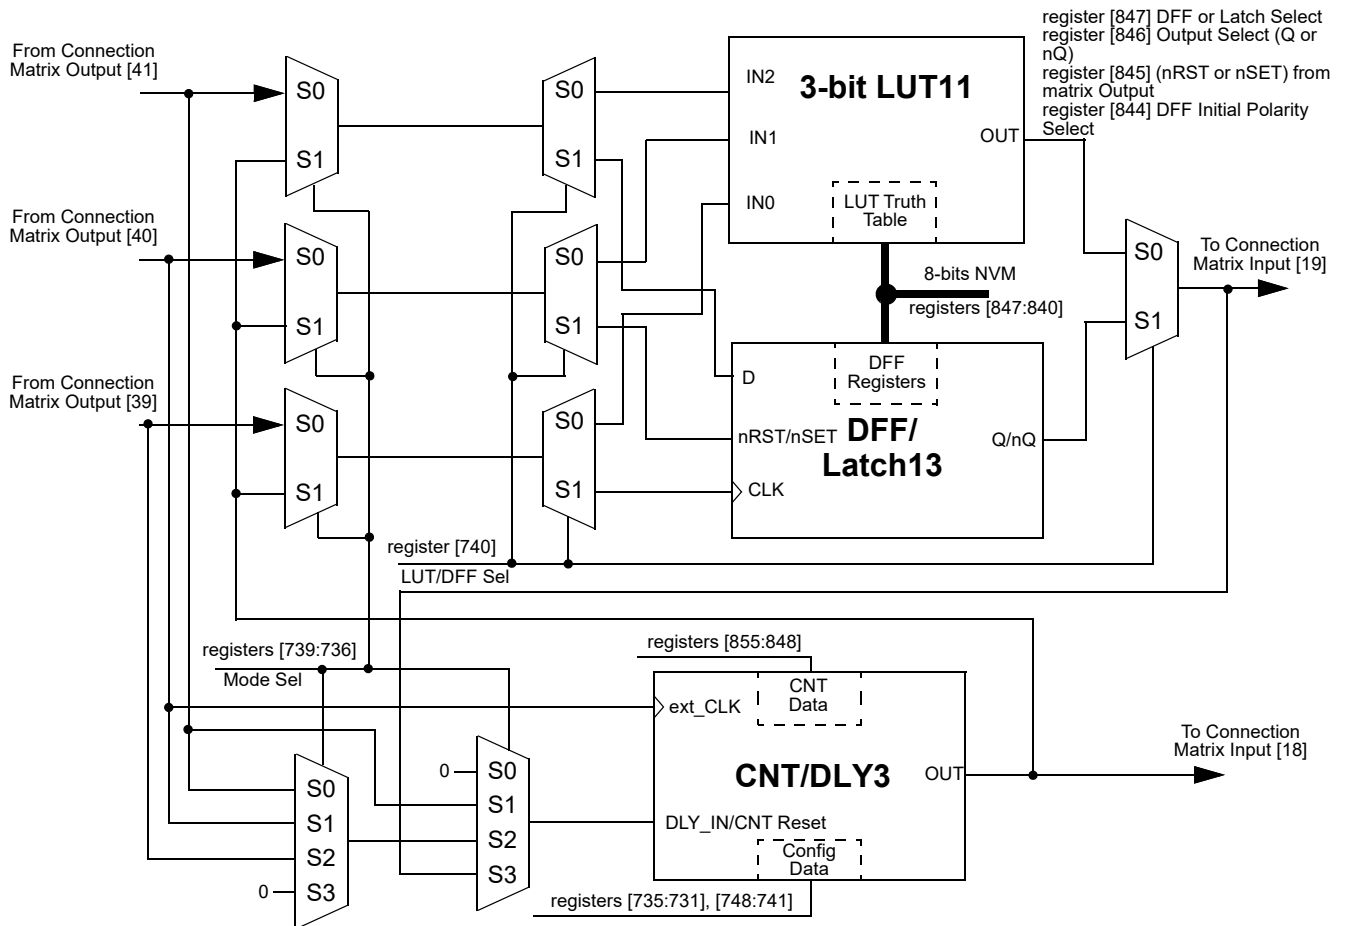 register [847] DFF or Latch Select
register [846] Output Select (Q or
nQ)
register [845] (nRST or nSET) from
matrix Output
register [844] DFF Initial Polarity
Select
From Connection
Matrix Output [41]
S0
S1
S0
S1
IN2
IN1
IN0
3-bit LUT11
OUT
LUT Truth
Table
From Connection
Matrix Output [40]
S0
S1
S0
S1
8-bits NVM
registers [847:840]
S0
S1
To Connection
Matrix Input [19]
From Connection
Matrix Output [39]
S0
S1
S0
S1
D
nRST/nSET
CLK
DFF
Registers
DFF/
Latch13
Q/nQ
register [740]
LUT/DFF Sel
registers [739:736]
Mode Sel
registers [855:848]
CNT
Data
ext_CLK
CNT/DLY3
OUT
To Connection
Matrix Input [18]
DLY_IN/CNT Reset
Config
Data
S0
S1
S2
0
S3
0
S0
S1
S2
S3
registers [735:731], [748:741]